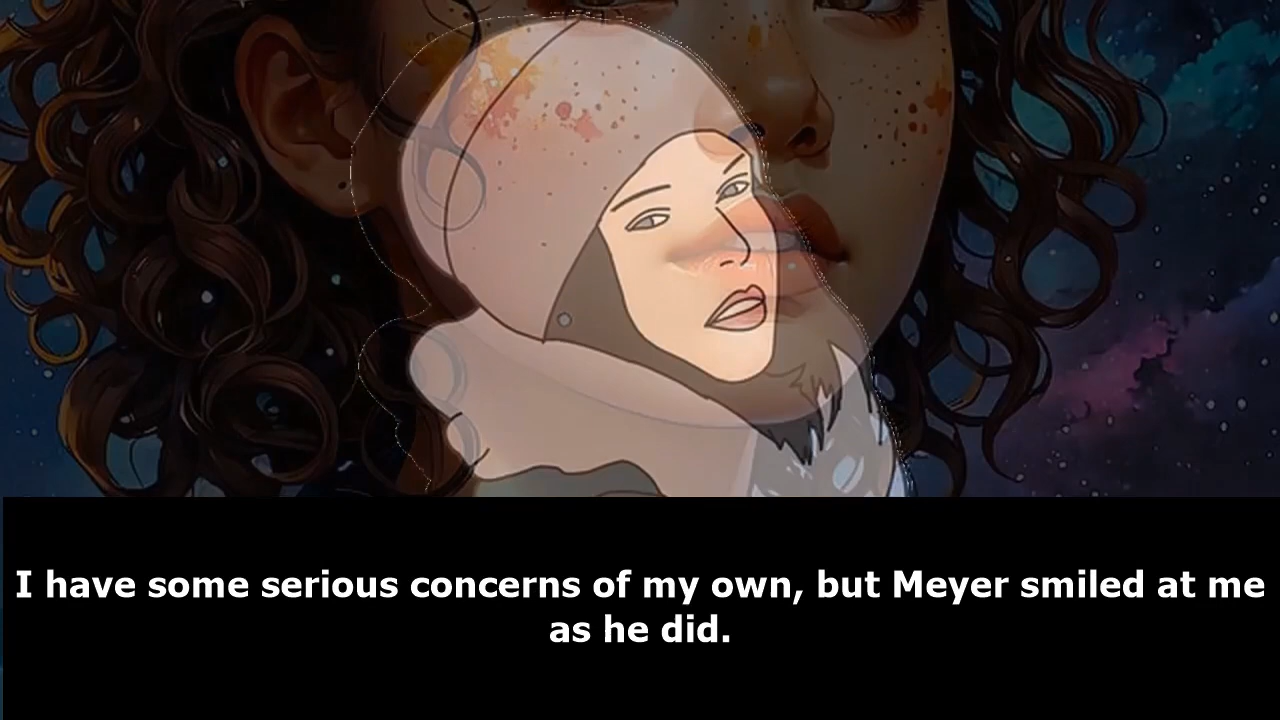 I have some serious concerns of my own, but Meyer smiled at me
as he did.